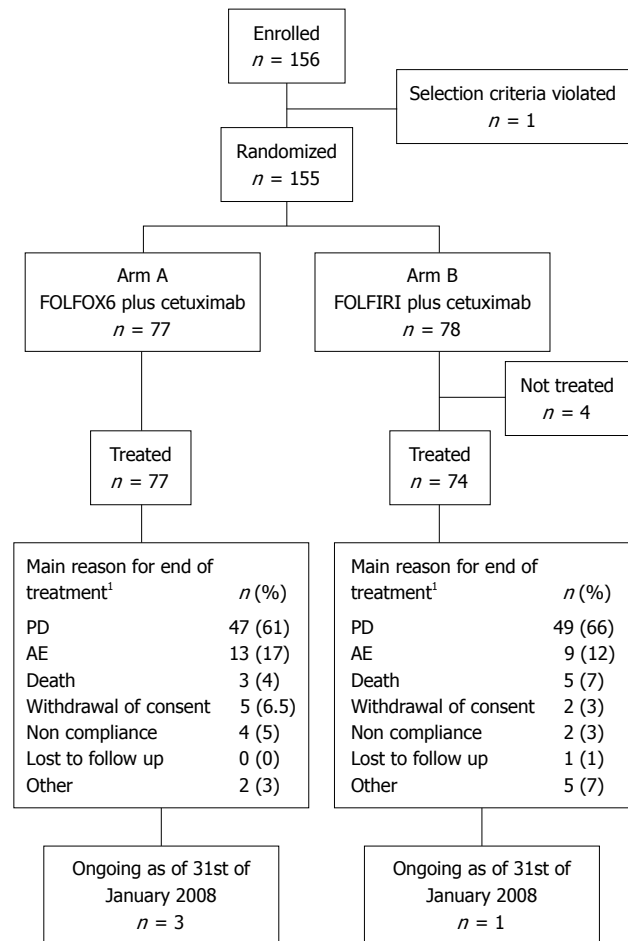 Enrolled
n = 156
Selection criteria violated
n = 1
Randomized
n = 155
Arm A
FOLFOX6 plus cetuximab
n = 77
Arm B
FOLFIRI plus cetuximab
n = 78
Not treated
n = 4
Treated
n = 77
Treated
n = 74
Main reason for end of
treatment¹ n (%)
PD 47 (61)
AE 13 (17)
Death 3 (4)
Withdrawal of consent 5 (6.5)
Non compliance 4 (5)
Lost to follow up 0 (0)
Other 2 (3)
Main reason for end of
treatment¹ n (%)
PD 49 (66)
AE 9 (12)
Death 5 (7)
Withdrawal of consent 2 (3)
Non compliance 2 (3)
Lost to follow up 1 (1)
Other 5 (7)
Ongoing as of 31st of
January 2008
n = 3
Ongoing as of 31st of
January 2008
n = 1